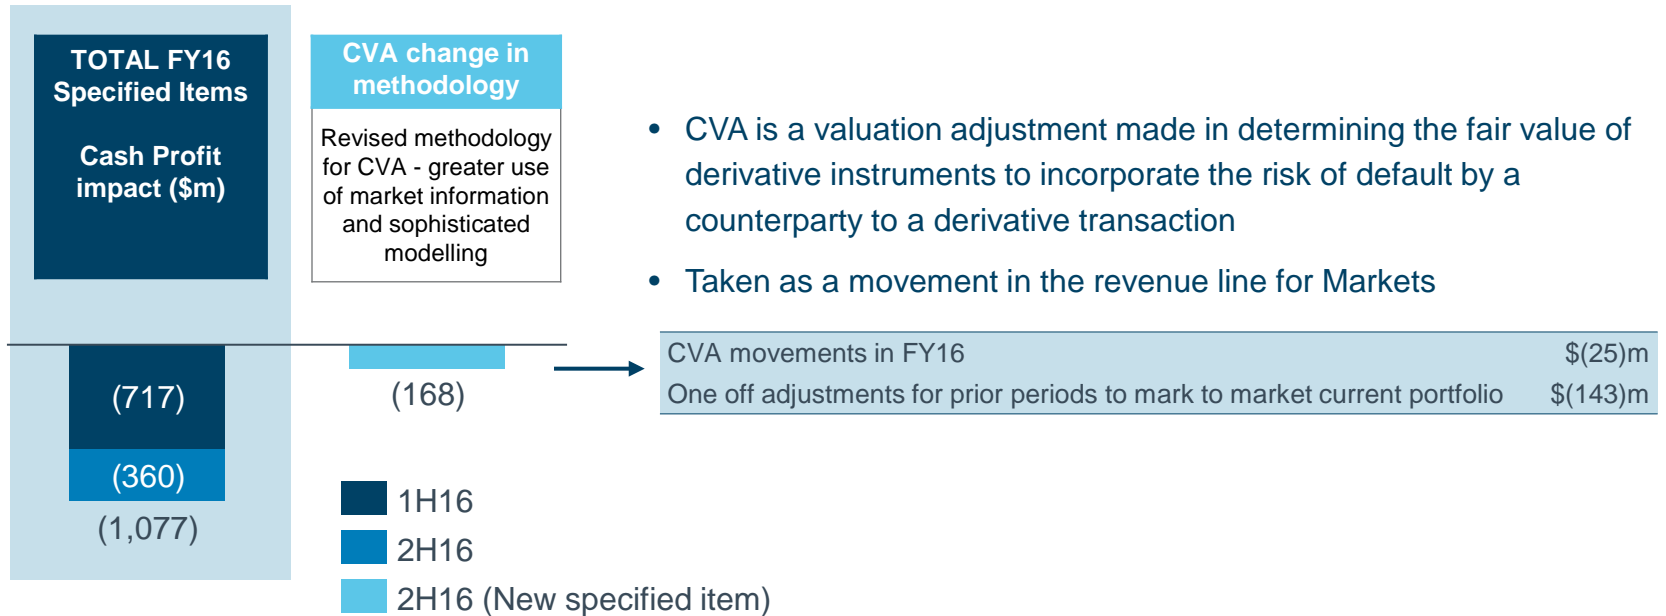 TOTAL FY16
Specified Items
Cash Profit
impact ($m)
CVA change in
methodology
Revised methodology
for CVA - greater use
of market information
and sophisticated
modelling
• CVA is a valuation adjustment made in determining the fair value of
derivative instruments to incorporate the risk of default by a
counterparty to a derivative transaction
• Taken as a movement in the revenue line for Markets
CVA movements in FY16 $(25)m
One off adjustments for prior periods to mark to market current portfolio $(143)m
(717)
(360)
(1,077)
(168)
1H16
2H16
2H16 (New specified item)